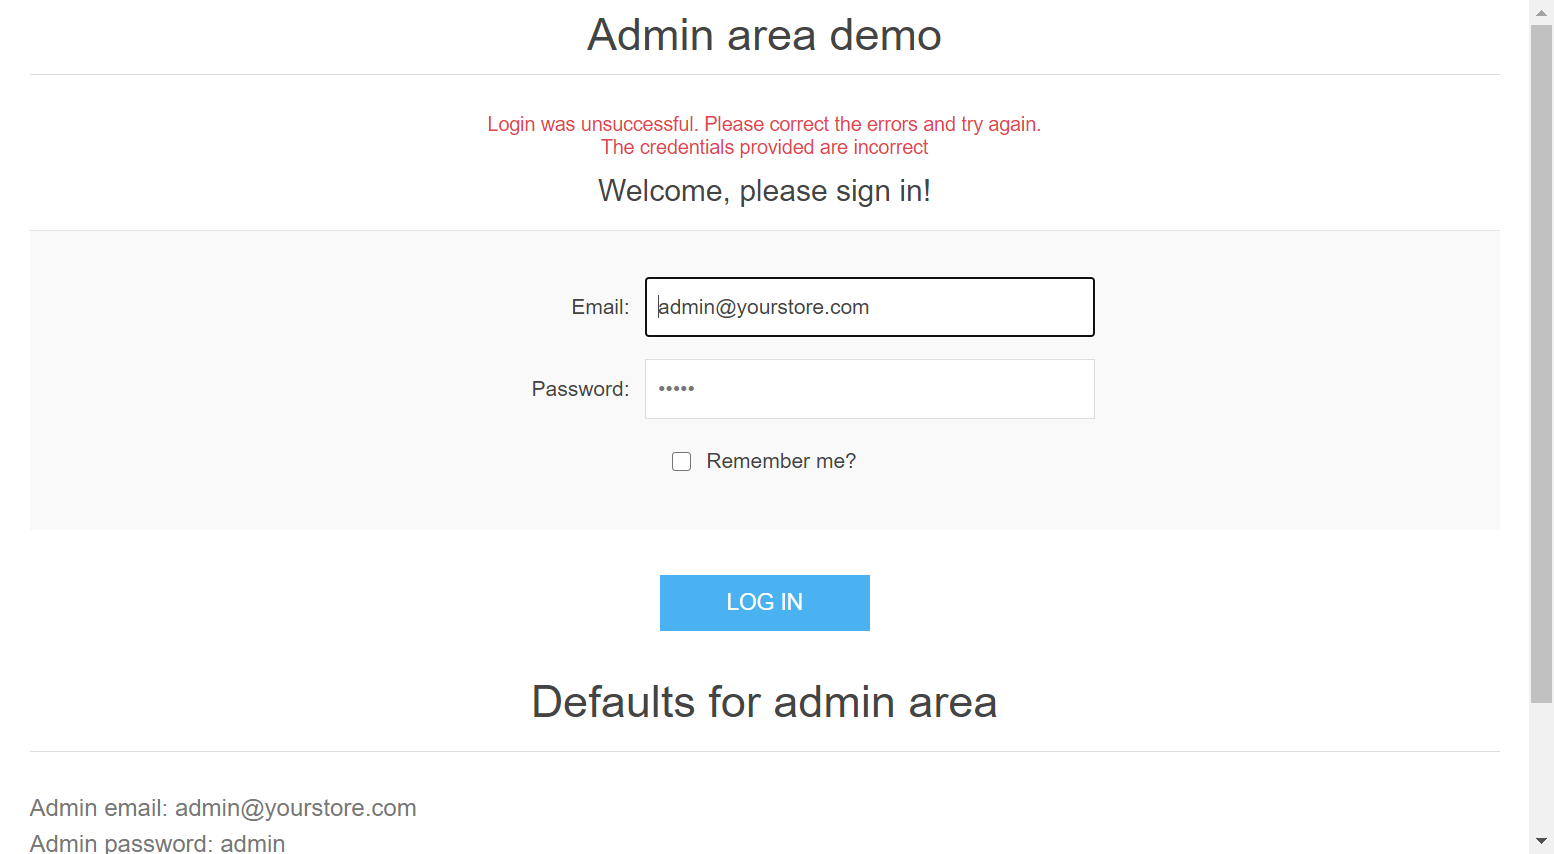 Admin area demo
Login was unsuccessful. Please correct the errors and try again.
The credentials provided are incorrect
Welcome, please sign in!
Email: admin@yourstore.com
Password: •••••
Remember me?
LOG IN
Defaults for admin area
Admin email: admin@yourstore.com
Admin password: admin